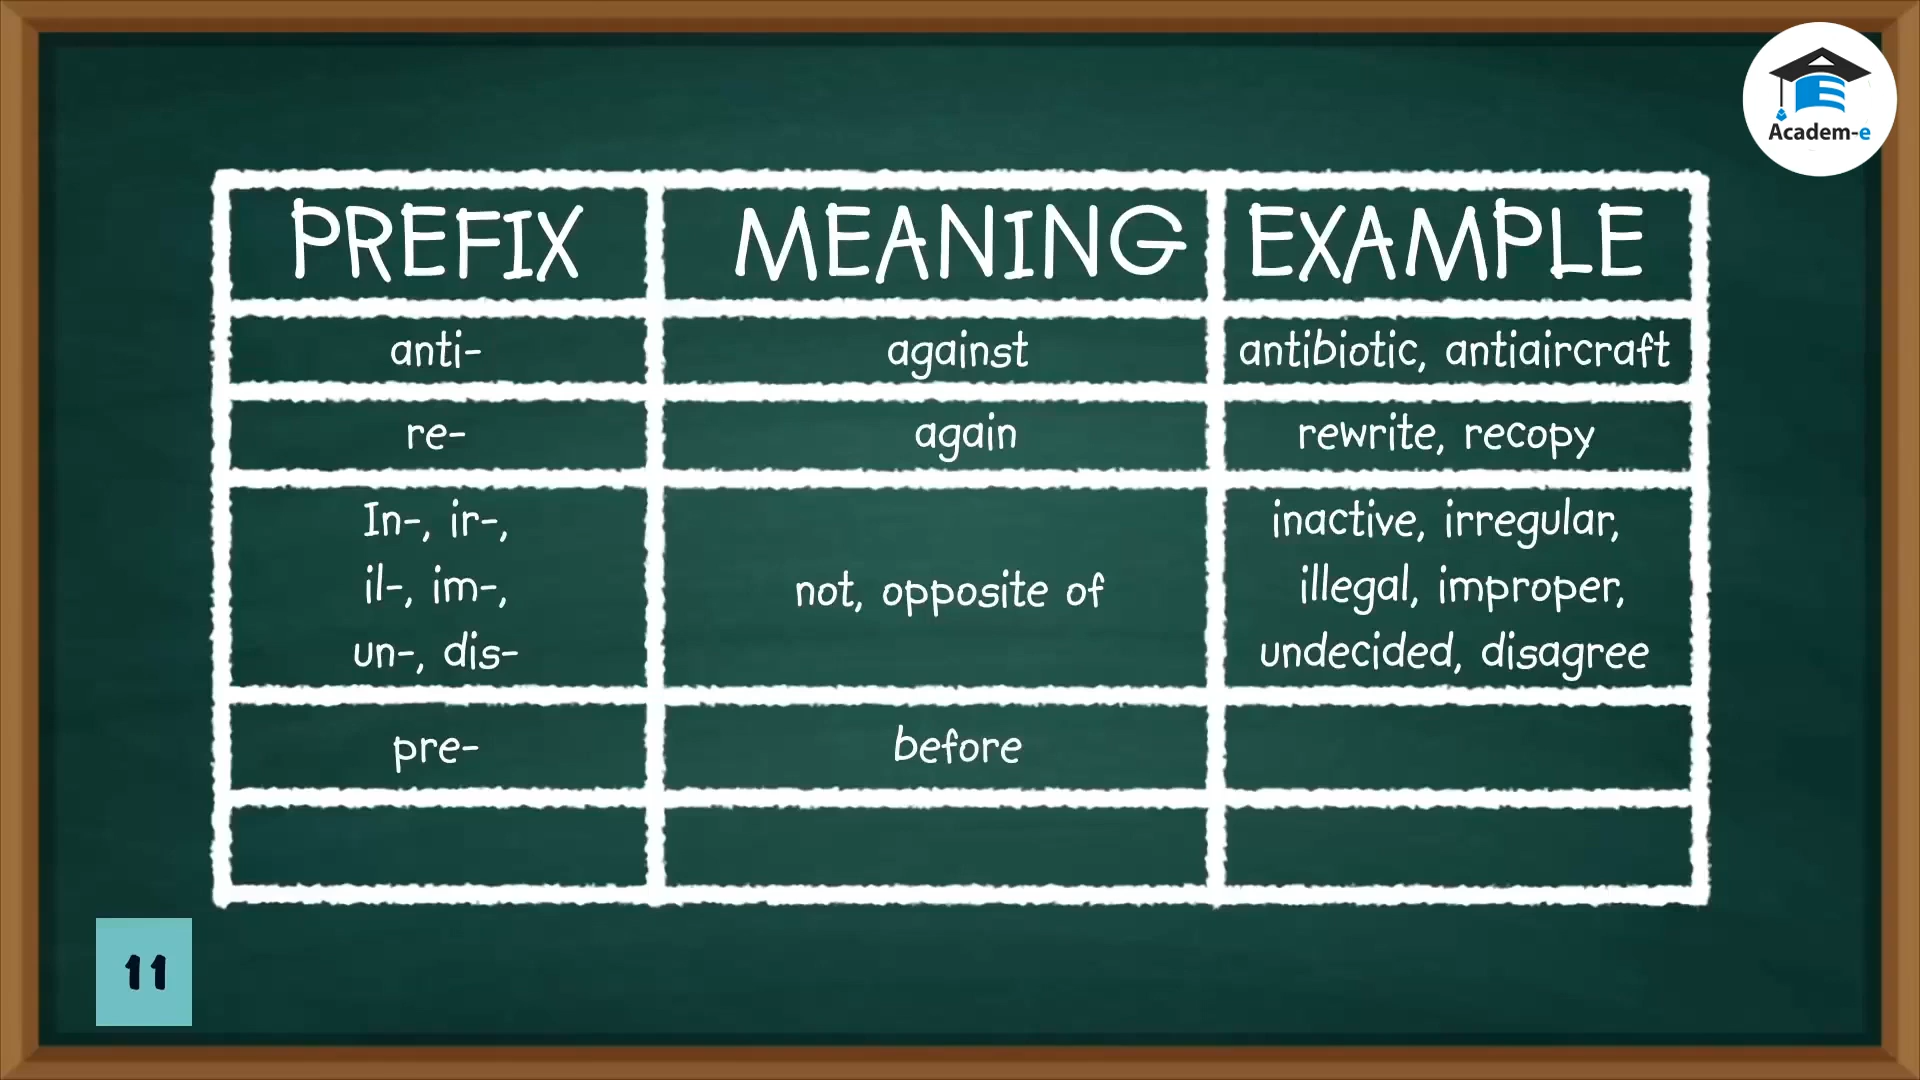 Academ-e
PREFIX MEANING EXAMPLE
anti- against antibiotic, antiaircraft
re- again rewrite, recopy
In-, ir-, inactive, irregular,
il-, im-, not, opposite of illegal, improper,
un-, dis- undecided, disagree
pre- before
11